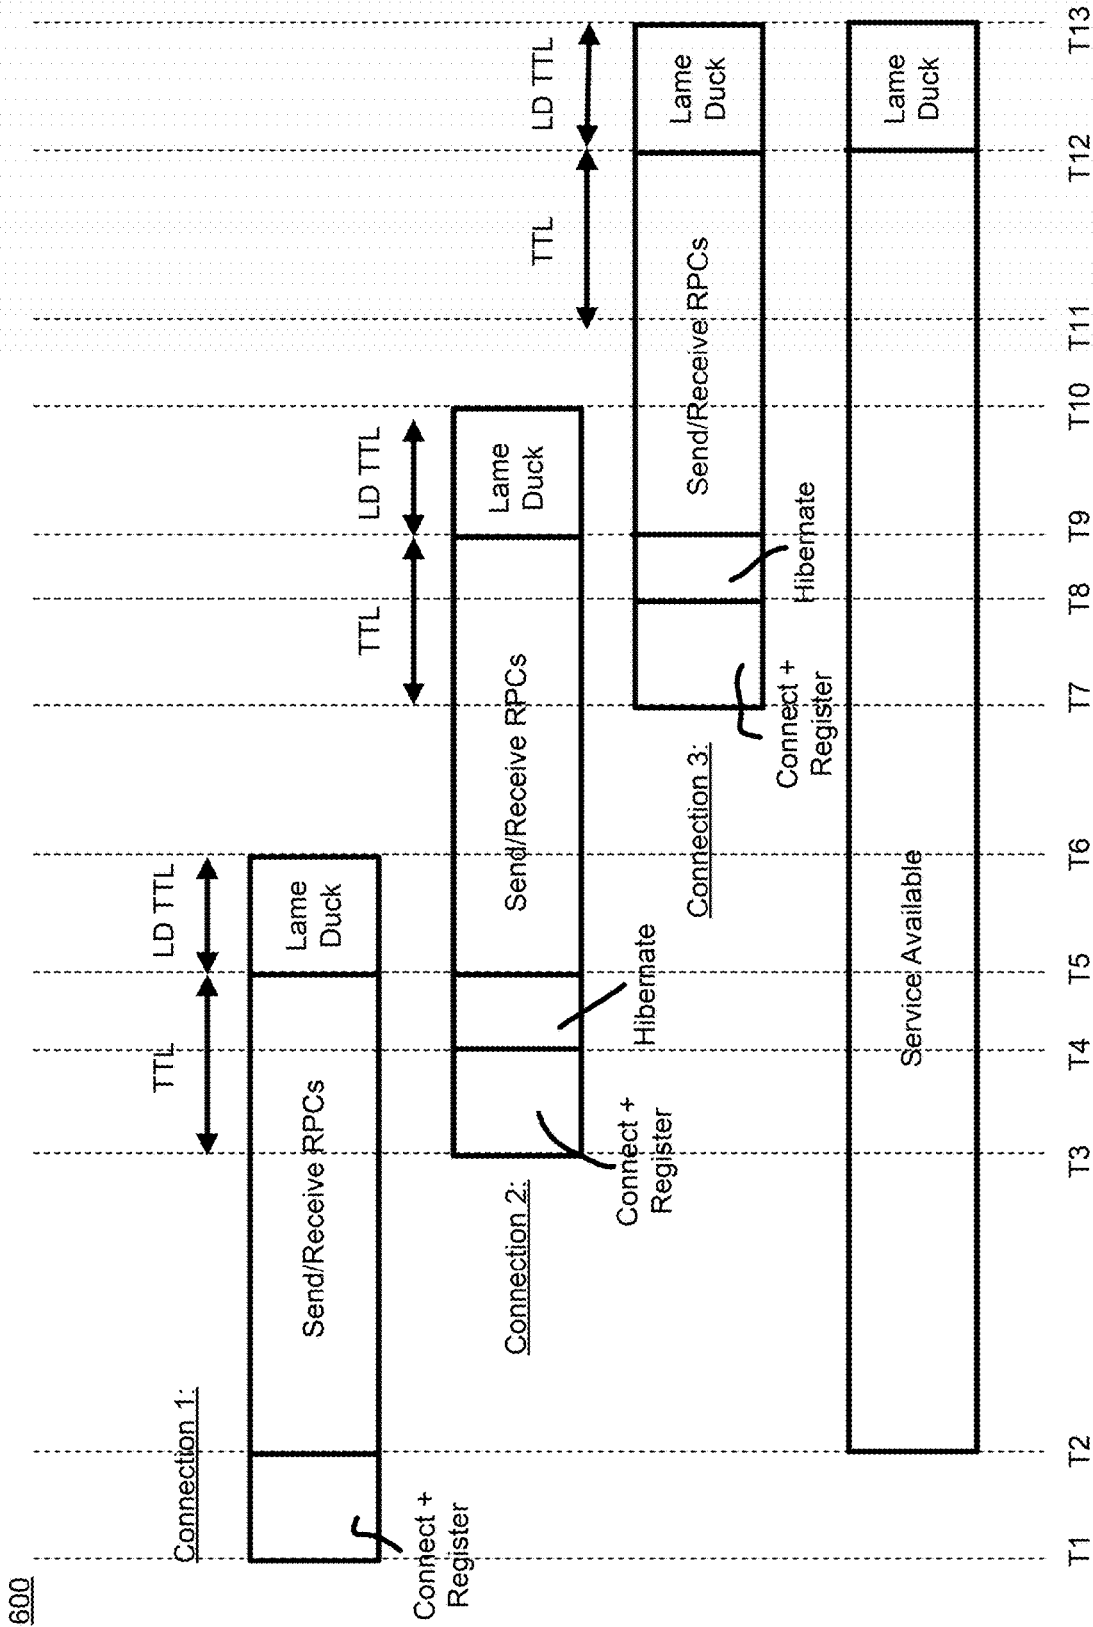 600
Connection 1:
TTL
LD TTL
Send/Receive RPCs
Lame
Duck
Connect +
Register
Connection 2:
TTL
LD TTL
Send/Receive RPCs
Lame
Duck
Connect +
Register
Hibernate
Connection 3:
TTL
LD TTL
Send/Receive RPCs
Lame
Duck
Connect +
Register
Hibernate
Service Available
Lame
Duck
T1
T2
T3
T4
T5
T6
T7
T8
T9
T10
T11
T12
T13